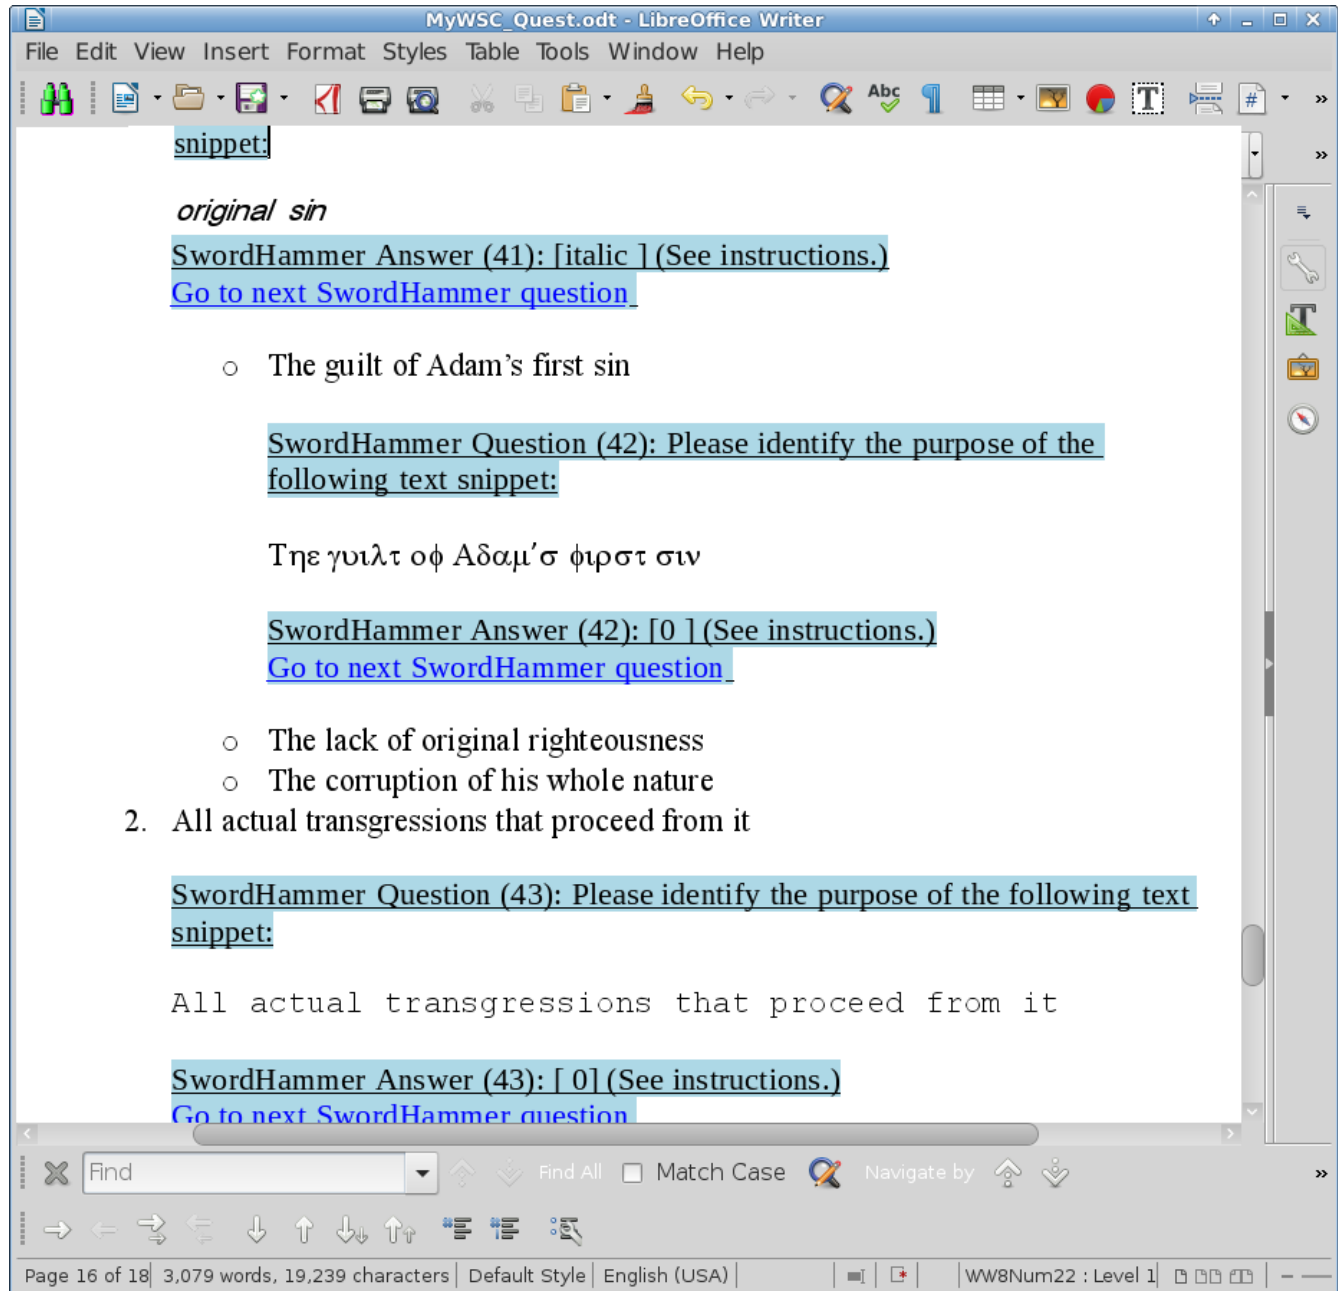 MyWSC_Quest.odt - LibreOffice Writer
File Edit View Insert Format Styles Table Tools Window Help
Abc
T
#
»
snippet:
»
original sin
SwordHammer Answer (41): [italic ] (See instructions.)
Go to next SwordHammer question
o The guilt of Adam’s first sin
SwordHammer Question (42): Please identify the purpose of the
following text snippet:
Τηε γυιλτ οφ Αδαμ′σ φιρστ σιν
SwordHammer Answer (42): [0 ] (See instructions.)
Go to next SwordHammer question
o The lack of original righteousness
o The corruption of his whole nature
2. All actual transgressions that proceed from it
SwordHammer Question (43): Please identify the purpose of the following text
snippet:
All actual transgressions that proceed from it
SwordHammer Answer (43): [ 0] (See instructions.)
Go to next SwordHammer question
Find Find All Match Case Navigate by »
Page 16 of 18 3,079 words, 19,239 characters Default Style English (USA) WW8Num22 : Level 1